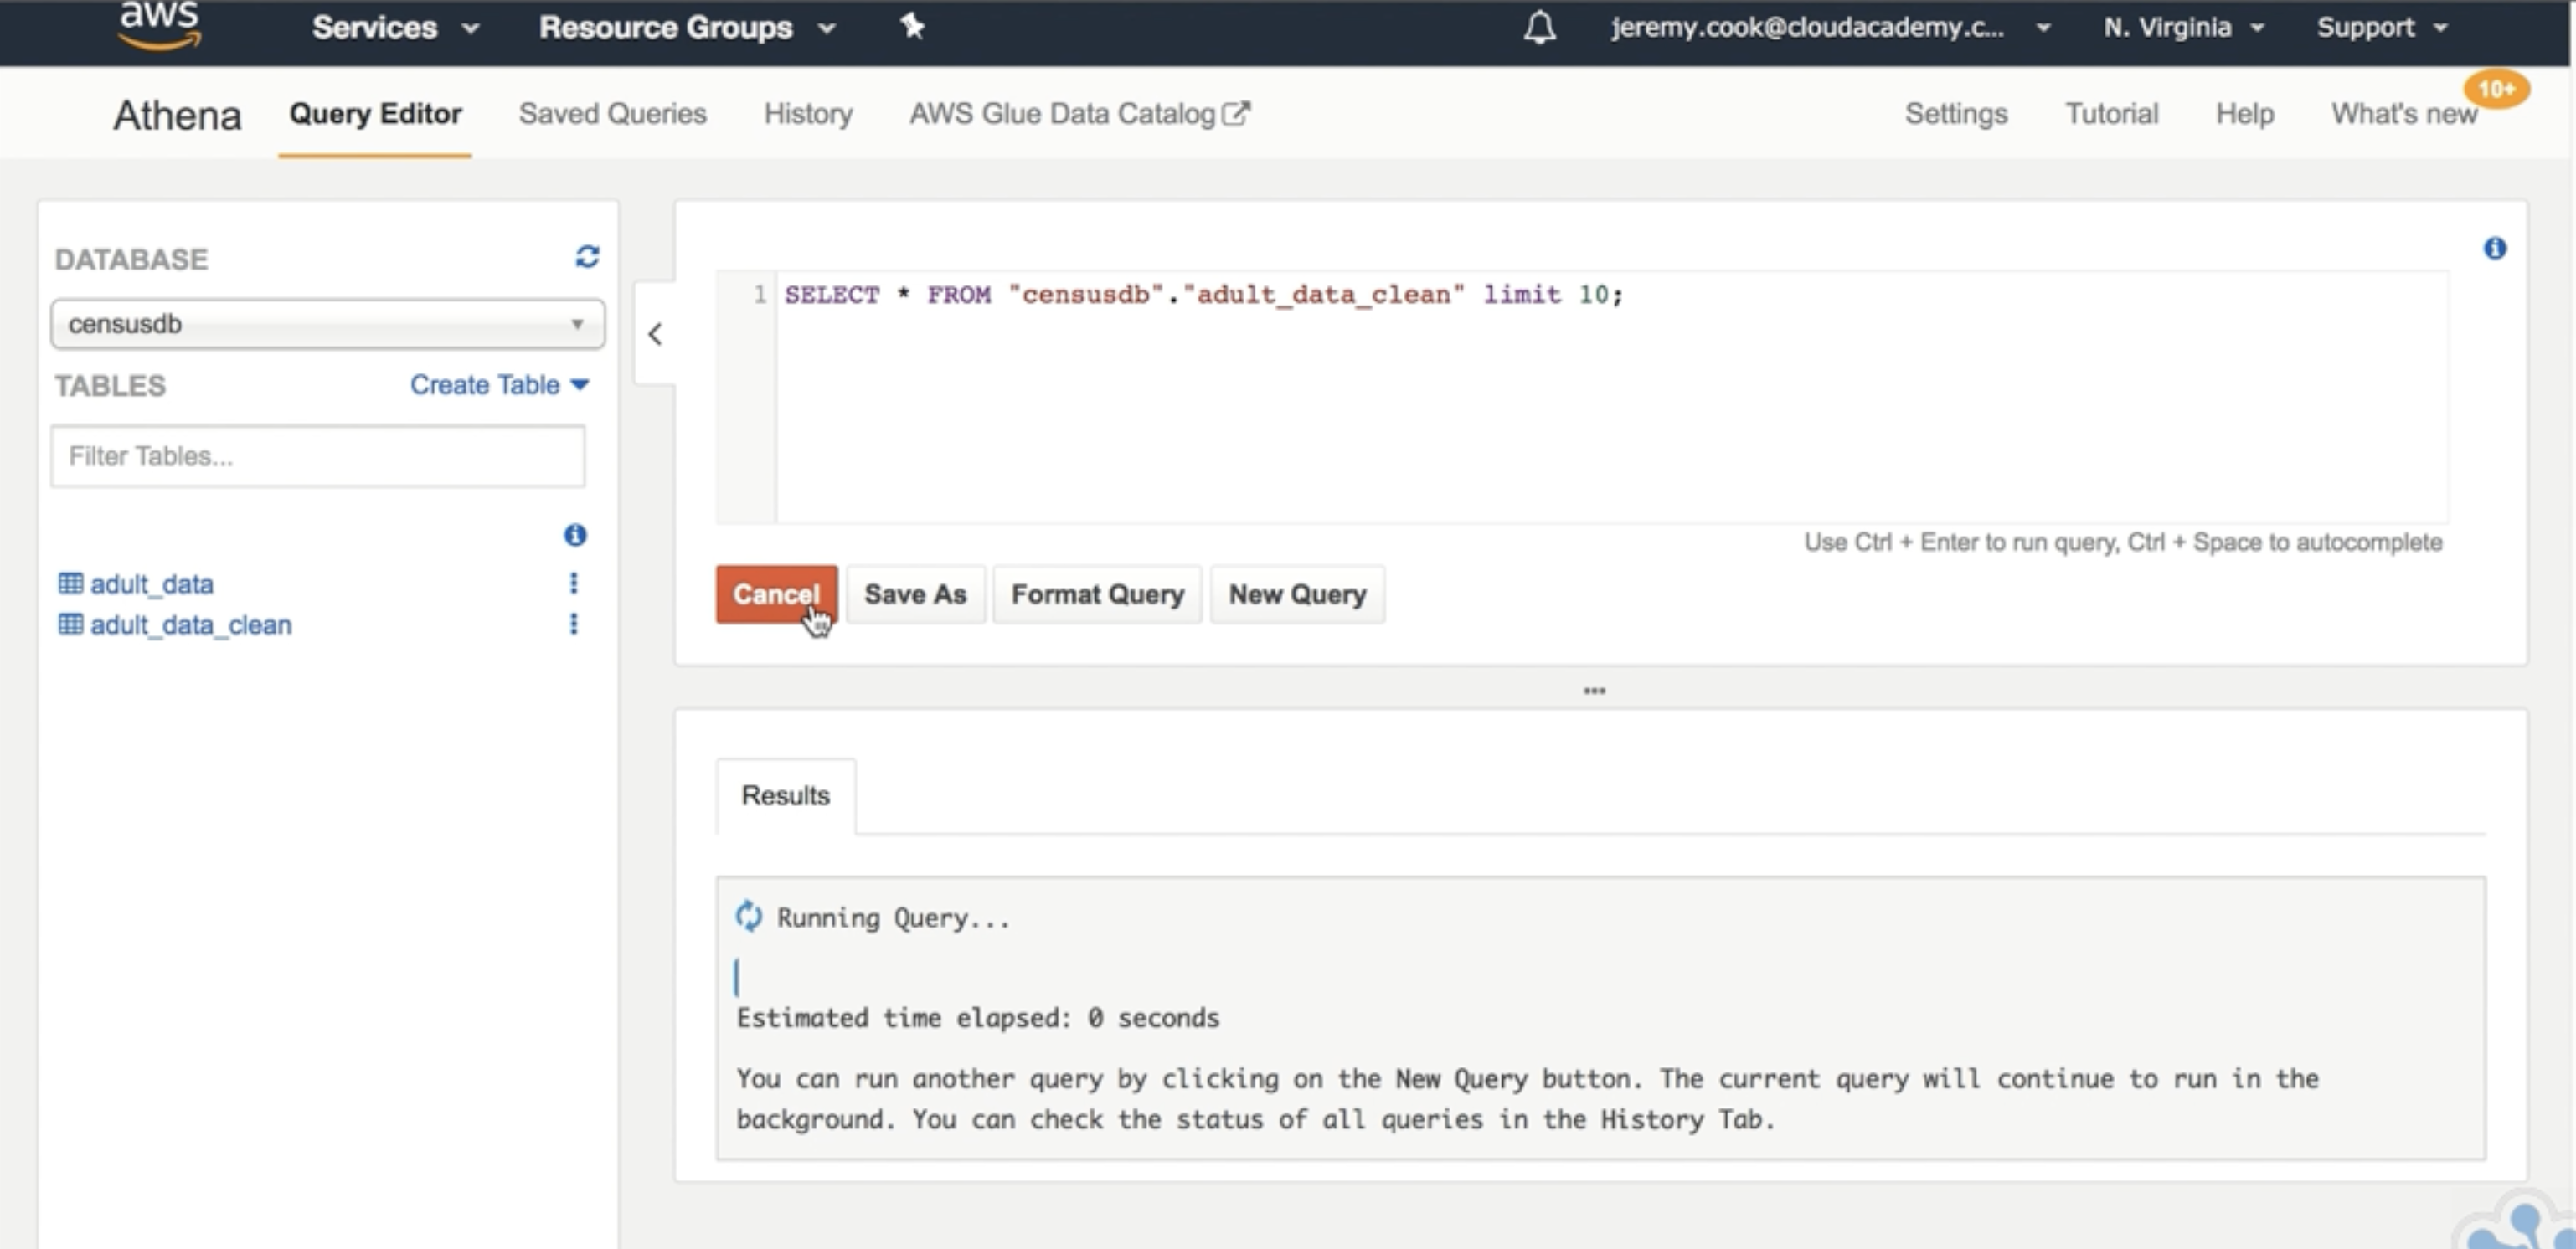 aws Services Resource Groups jeremy.cook@cloudacademy.c... N. Virginia Support
Athena Query Editor Saved Queries History AWS Glue Data Catalog Settings Tutorial Help What's new 10+
DATABASE
censusdb
TABLES Create Table
Filter Tables...
adult_data
adult_data_clean
1 SELECT * FROM "censusdb"."adult_data_clean" limit 10;
Use Ctrl + Enter to run query, Ctrl + Space to autocomplete
Cancel Save As Format Query New Query
Results
Running Query...
Estimated time elapsed: 0 seconds
You can run another query by clicking on the New Query button. The current query will continue to run in the
background. You can check the status of all queries in the History Tab.